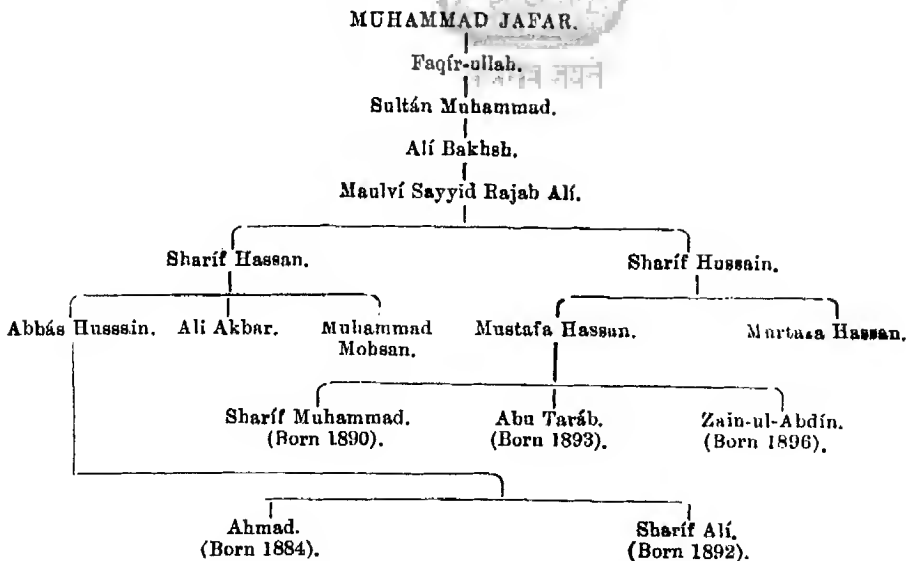 MUHAMMAD JAFAR.
Faqír-ullah.
Sultán Muhammad.
Alí Bakhsh.
Maulví Sayyid Rajab Alí.
Sharíf Hassan. Sharíf Hussain.
Abbás Hussain. Ali Akbar. Muhammad Mustafa Hassan. Murtaza Hassan.
Mohsan.
Sharíf Muhammad. Abu Taráb. Zain-ul-Abdín.
(Born 1890). (Born 1893). (Born 1896).
Ahmad. Sharíf Alí.
(Born 1884). (Born 1892).